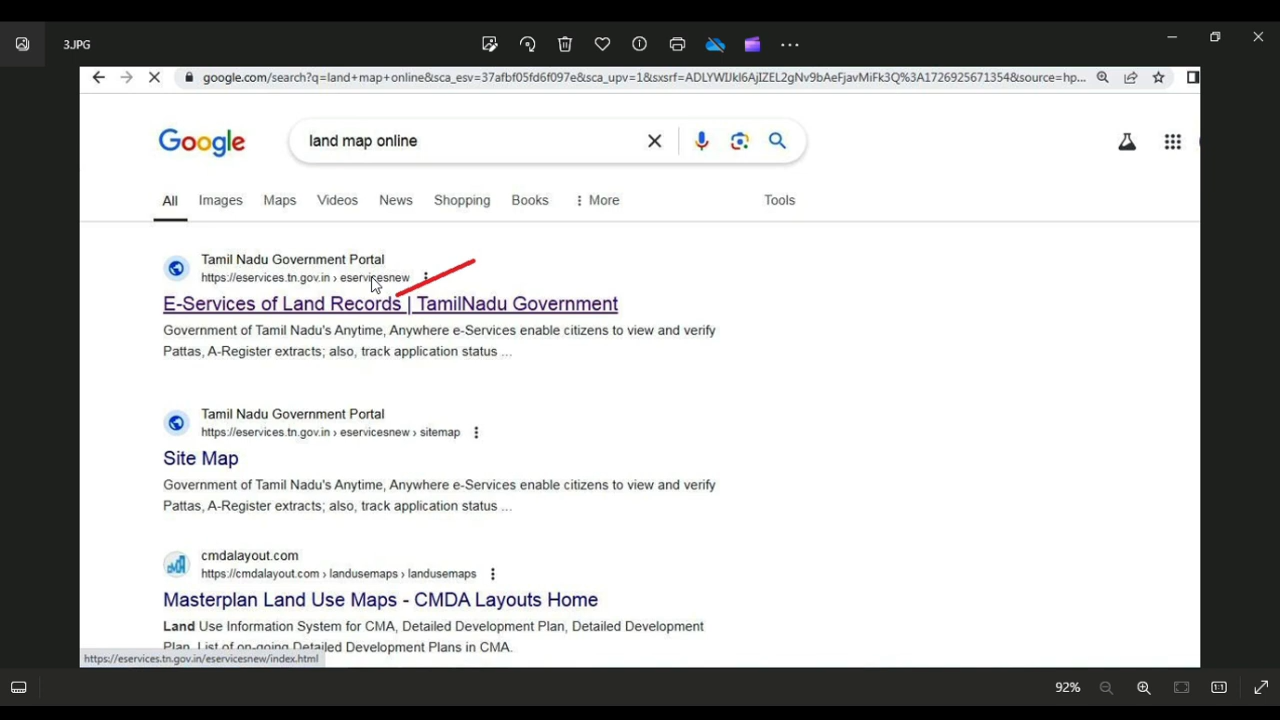 3.JPG
google.com/search?q=land+map+online&sca_esv=37afbf05fd6f097e&sca_upv=1&sxsrf=ADLYWIJkl6AjIZEL2gNv9bAeFjavMiFk3Q%3A1726925671354&source=hp...
Google
land map online
All Images Maps Videos News Shopping Books More Tools
Tamil Nadu Government Portal
https://eservices.tn.gov.in › eservicesnew
E-Services of Land Records | TamilNadu Government
Government of Tamil Nadu's Anytime, Anywhere e-Services enable citizens to view and verify
Pattas, A-Register extracts; also, track application status ...
Tamil Nadu Government Portal
https://eservices.tn.gov.in › eservicesnew › sitemap
Site Map
Government of Tamil Nadu's Anytime, Anywhere e-Services enable citizens to view and verify
Pattas, A-Register extracts; also, track application status ...
cmdalayout.com
https://cmdalayout.com › landusemaps › landusemaps
Masterplan Land Use Maps - CMDA Layouts Home
Land Use Information System for CMA, Detailed Development Plan, Detailed Development
Plan, List of on-going Detailed Development Plans in CMA.
https://eservices.tn.gov.in/eservicesnew/index.html
92%